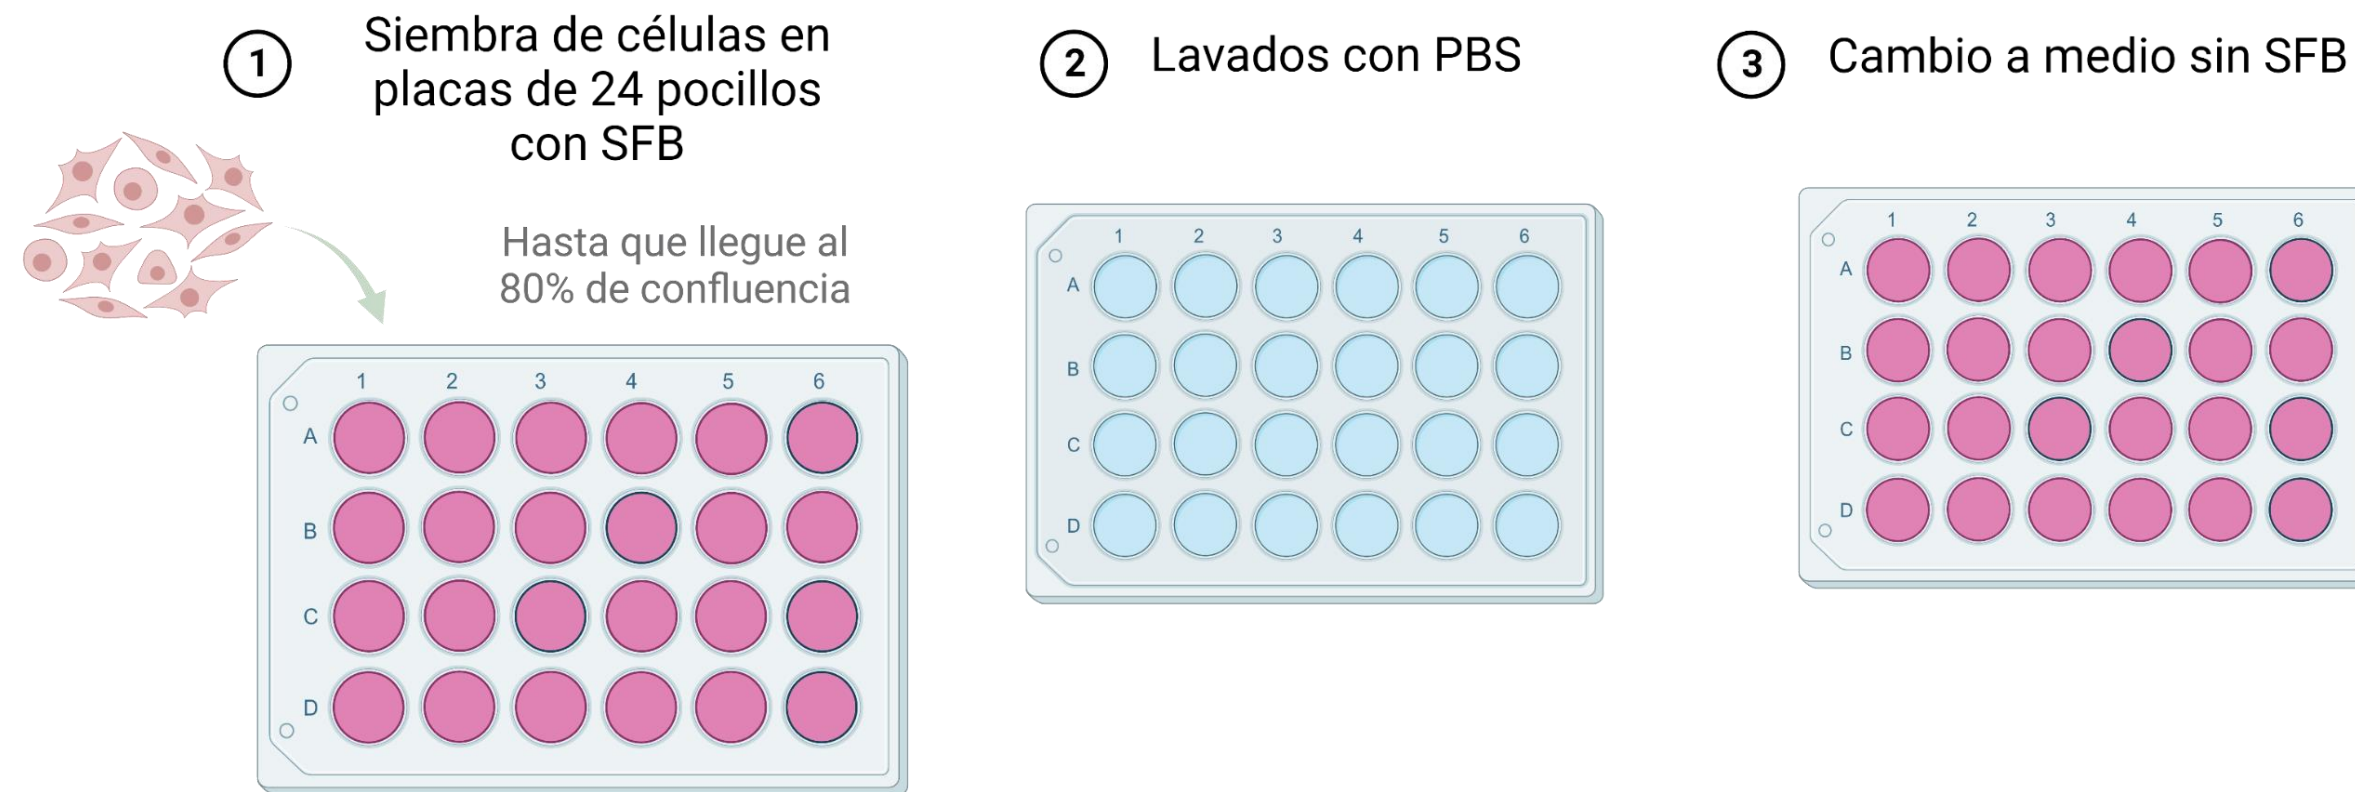 1
Siembra de células en
placas de 24 pocillos
con SFB
Hasta que llegue al
80% de confluencia
1 2 3 4 5 6
A
B
C
D
2
Lavados con PBS
1 2 3 4 5 6
A
B
C
D
3
Cambio a medio sin SFB
1 2 3 4 5 6
A
B
C
D